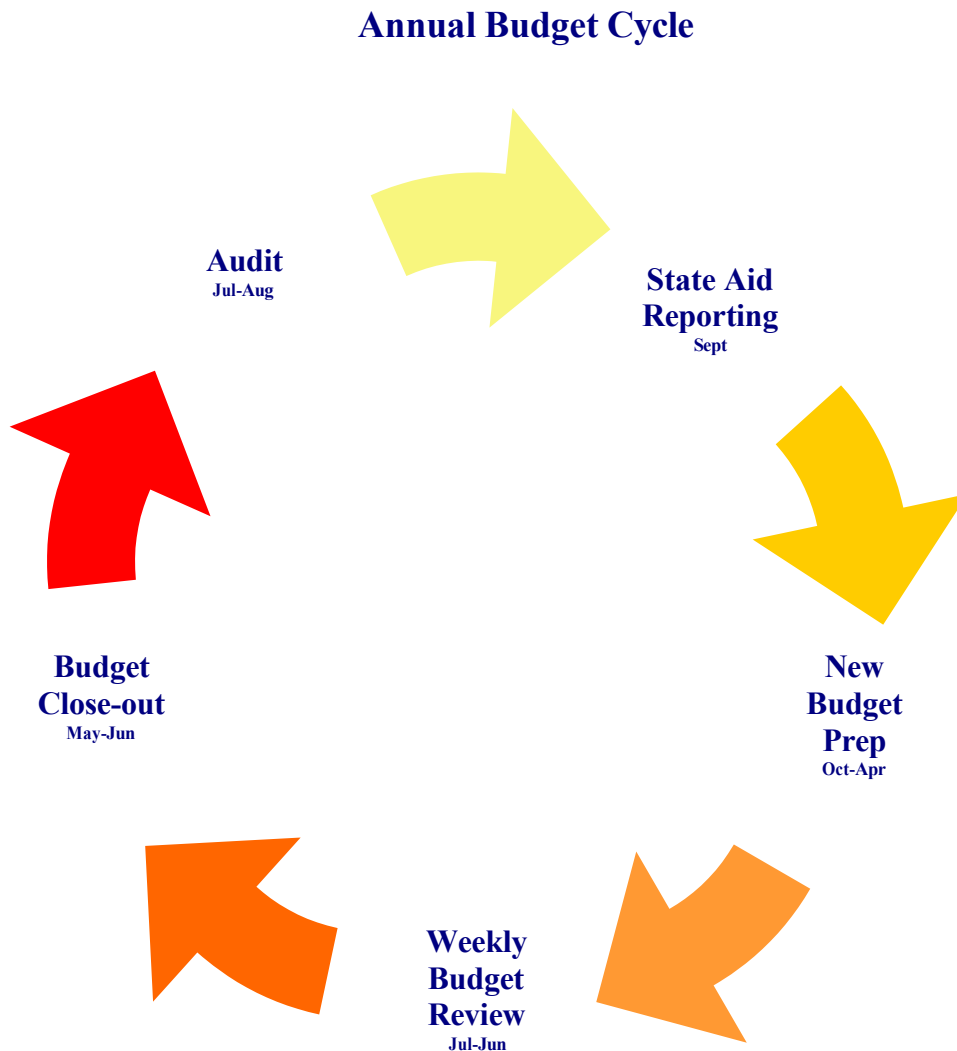 Annual Budget Cycle
Audit
Jul-Aug
State Aid
Reporting
Sept
New
Budget
Prep
Oct-Apr
Weekly
Budget
Review
Jul-Jun
Budget
Close-out
May-Jun